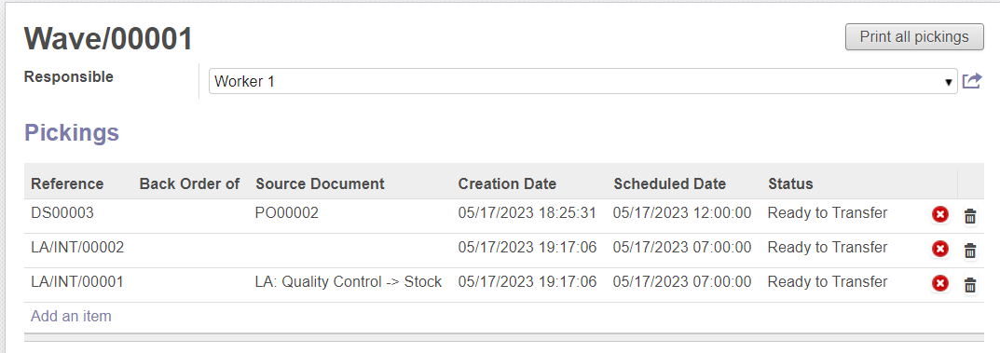 Wave/00001
Print all pickings
Responsible
Worker 1
Pickings
Reference Back Order of Source Document Creation Date Scheduled Date Status
DS00003 PO00002 05/17/2023 18:25:31 05/17/2023 12:00:00 Ready to Transfer
LA/INT/00002 05/17/2023 19:17:06 05/17/2023 07:00:00 Ready to Transfer
LA/INT/00001 LA: Quality Control -> Stock 05/17/2023 19:17:06 05/17/2023 07:00:00 Ready to Transfer
Add an item